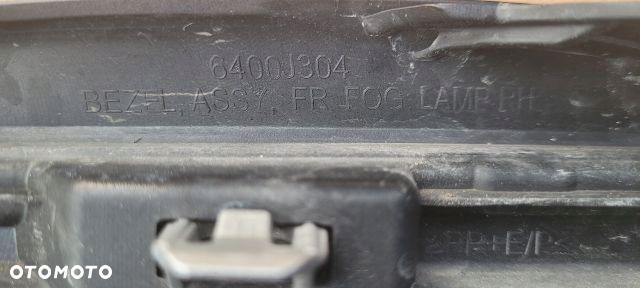 6400J304
BEZEL, ASSY, FR FOG LAMP RH
OTOMOTO